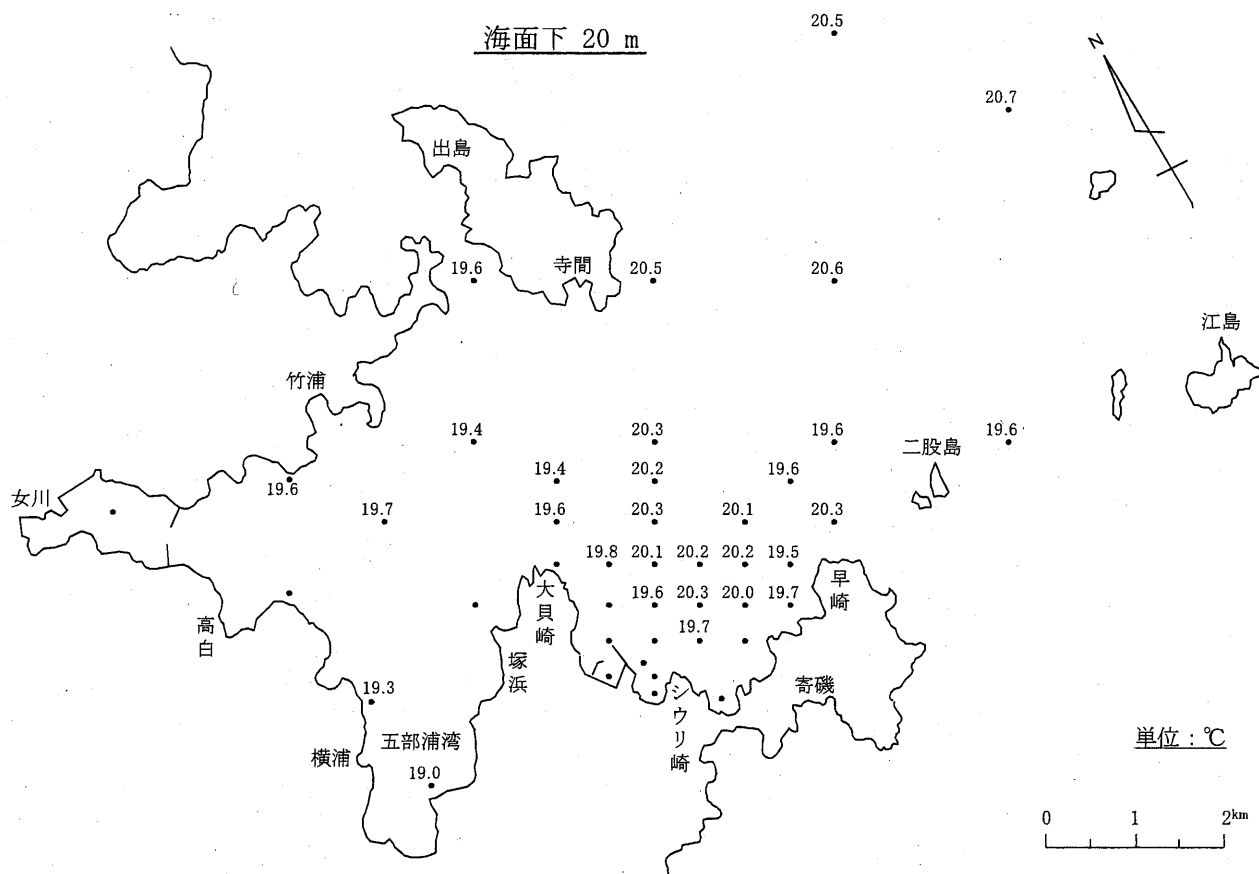 海面下 20 m
20.5
N
20.7
出島
寺間
19.6
20.5
20.6
江島
竹浦
19.4
20.3
19.6
19.6
二股島
19.4
20.2
19.6
女川
19.6
19.7
19.6
20.3
20.1
20.3
19.8
20.1
20.2
20.2
19.5
大貝崎
早崎
19.6
20.3
20.0
19.7
高白
19.7
塚浜
シウリ崎
寄磯
19.3
五部浦湾
横浦
19.0
単位:℃
0 1 2km